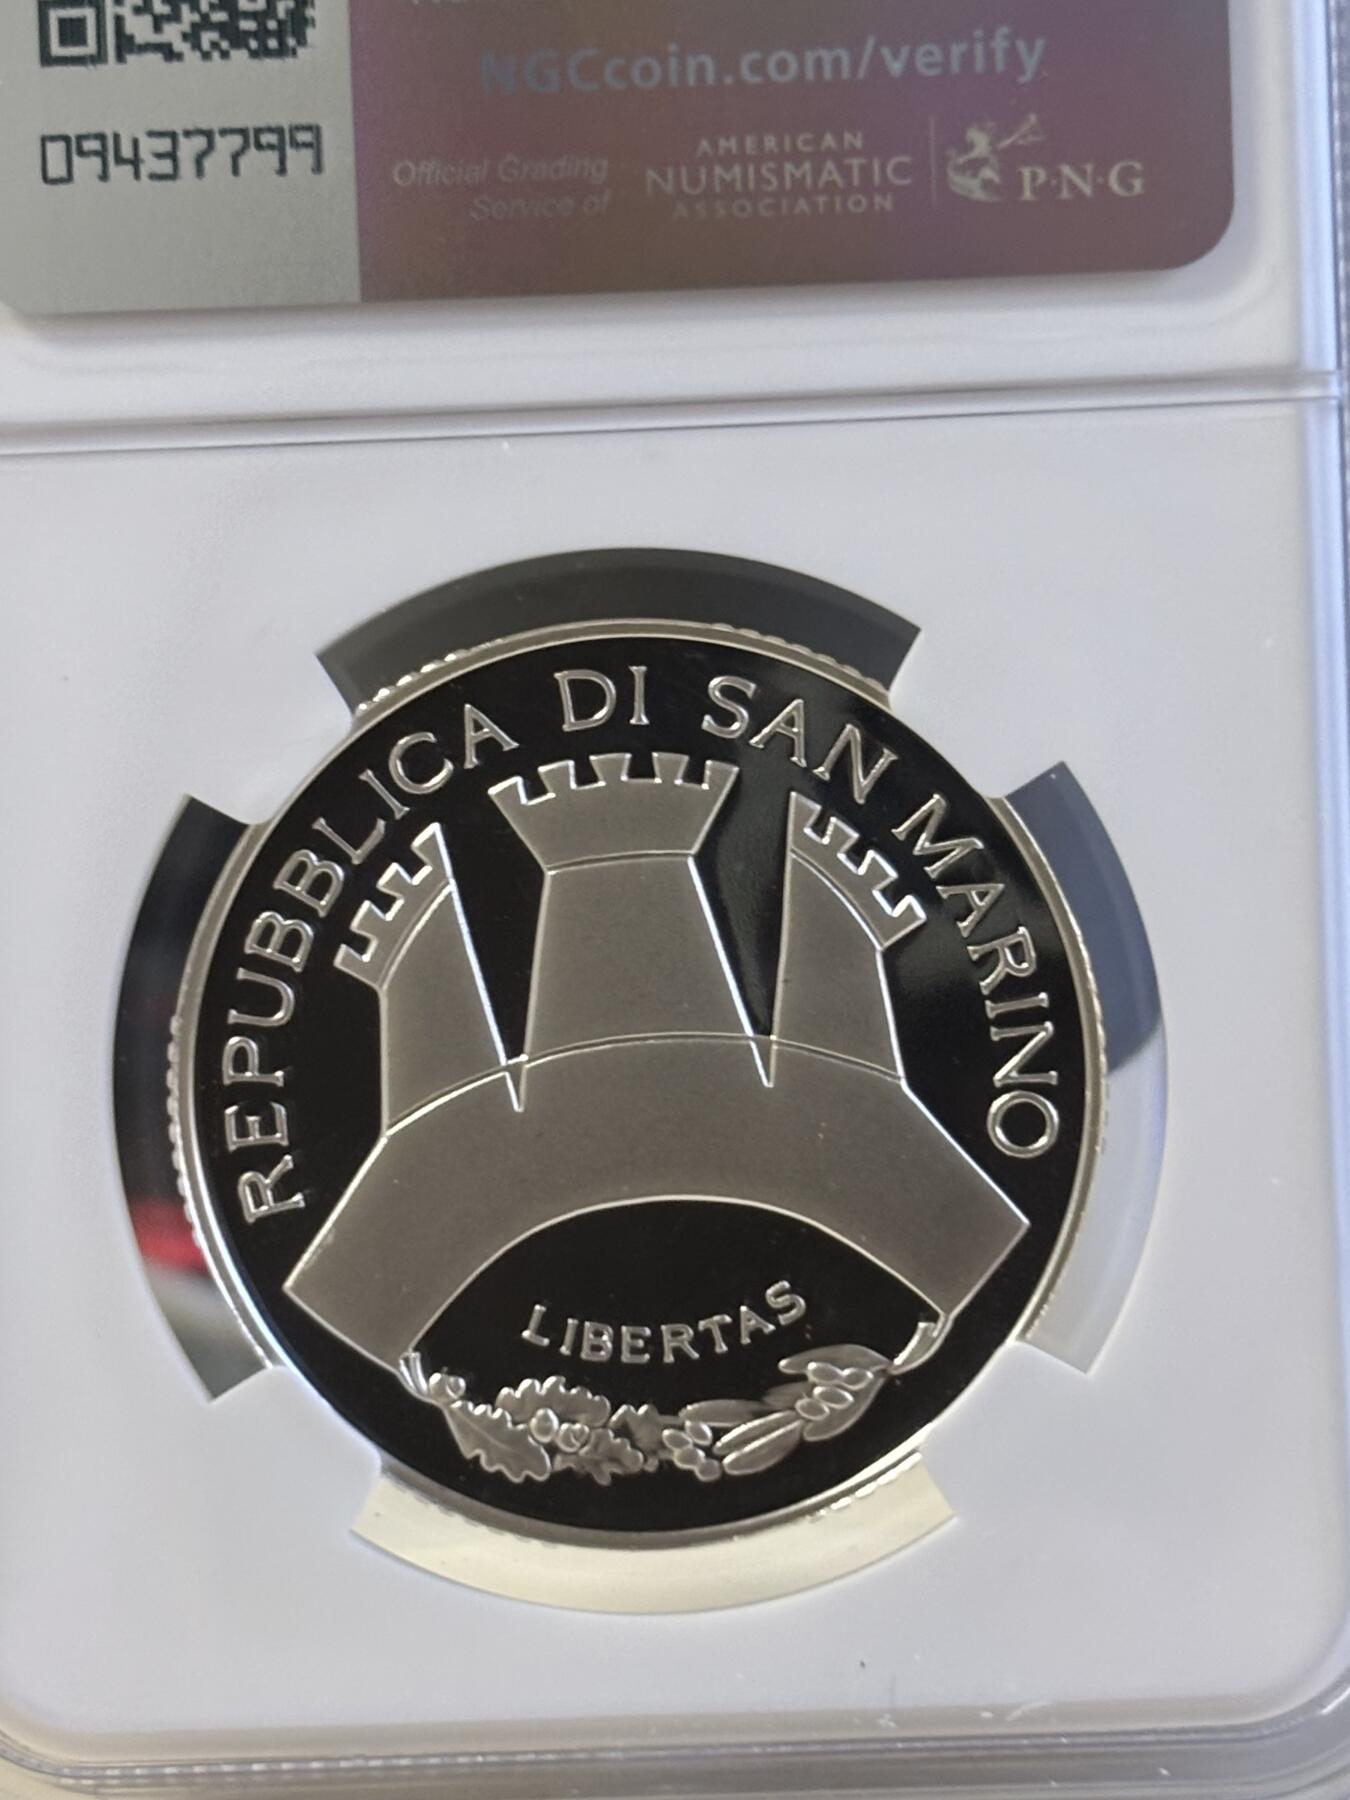 NGCcoin.com/verify
09437799
Official Grading
Service of
AMERICAN
NUMISMATIC
ASSOCIATION
P·N·G
REPUBBLICA DI SAN MARINO
LIBERTAS